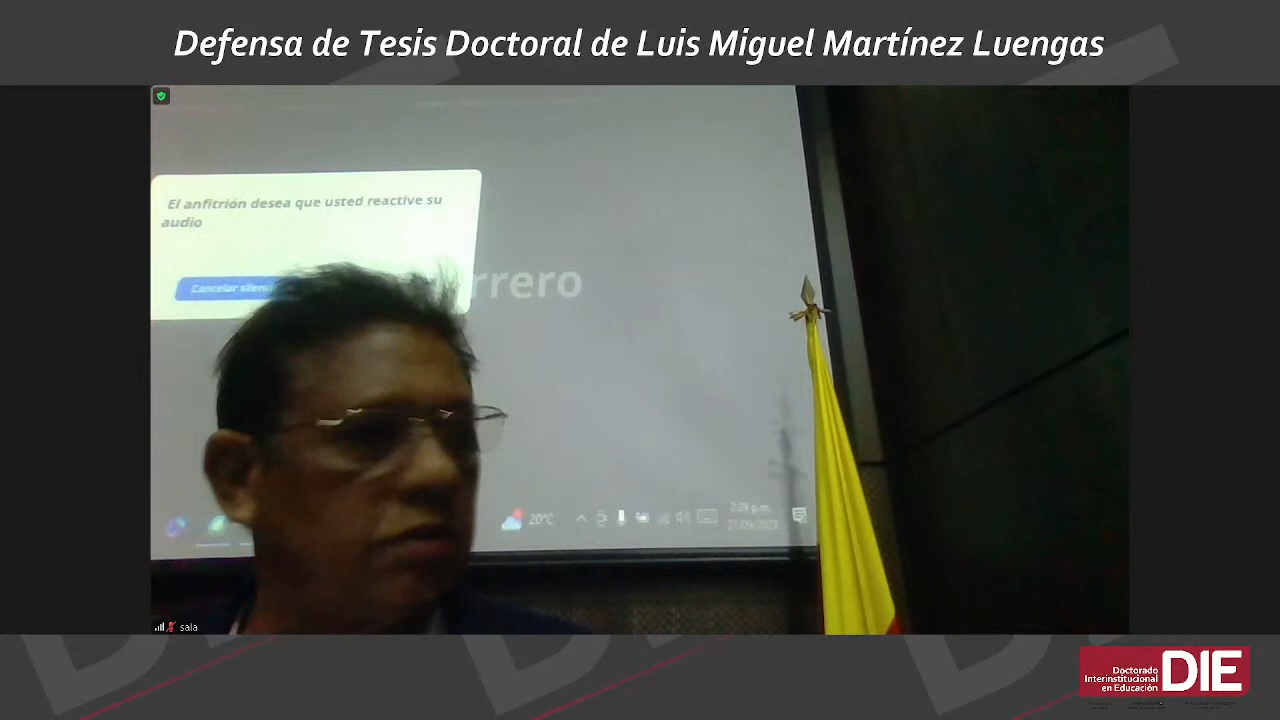 Defensa de Tesis Doctoral de Luis Miguel Martínez Luengas
El anfitrión desea que usted reactive su
audio
rrero
20°C
sala
Doctorado
Interinstitucional
en Educación
DIE